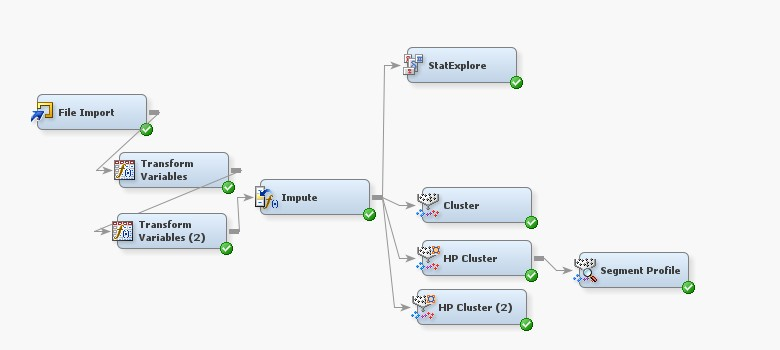 StatExplore
File Import
Transform
Variables
Impute
Cluster
Transform
Variables (2)
HP Cluster
Segment Profile
HP Cluster (2)